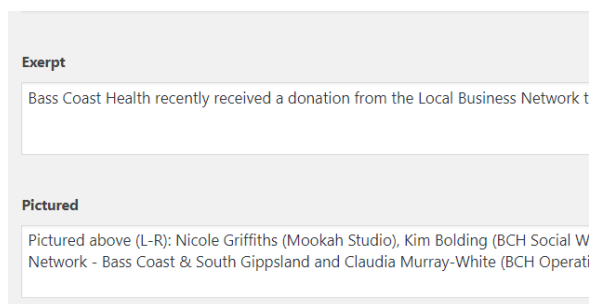 Exerpt
Bass Coast Health recently received a donation from the Local Business Network
Pictured
Pictured above (L-R): Nicole Griffiths (Mookah Studio), Kim Bolding (BCH Social
Network - Bass Coast & South Gippsland and Claudia Murray-White (BCH